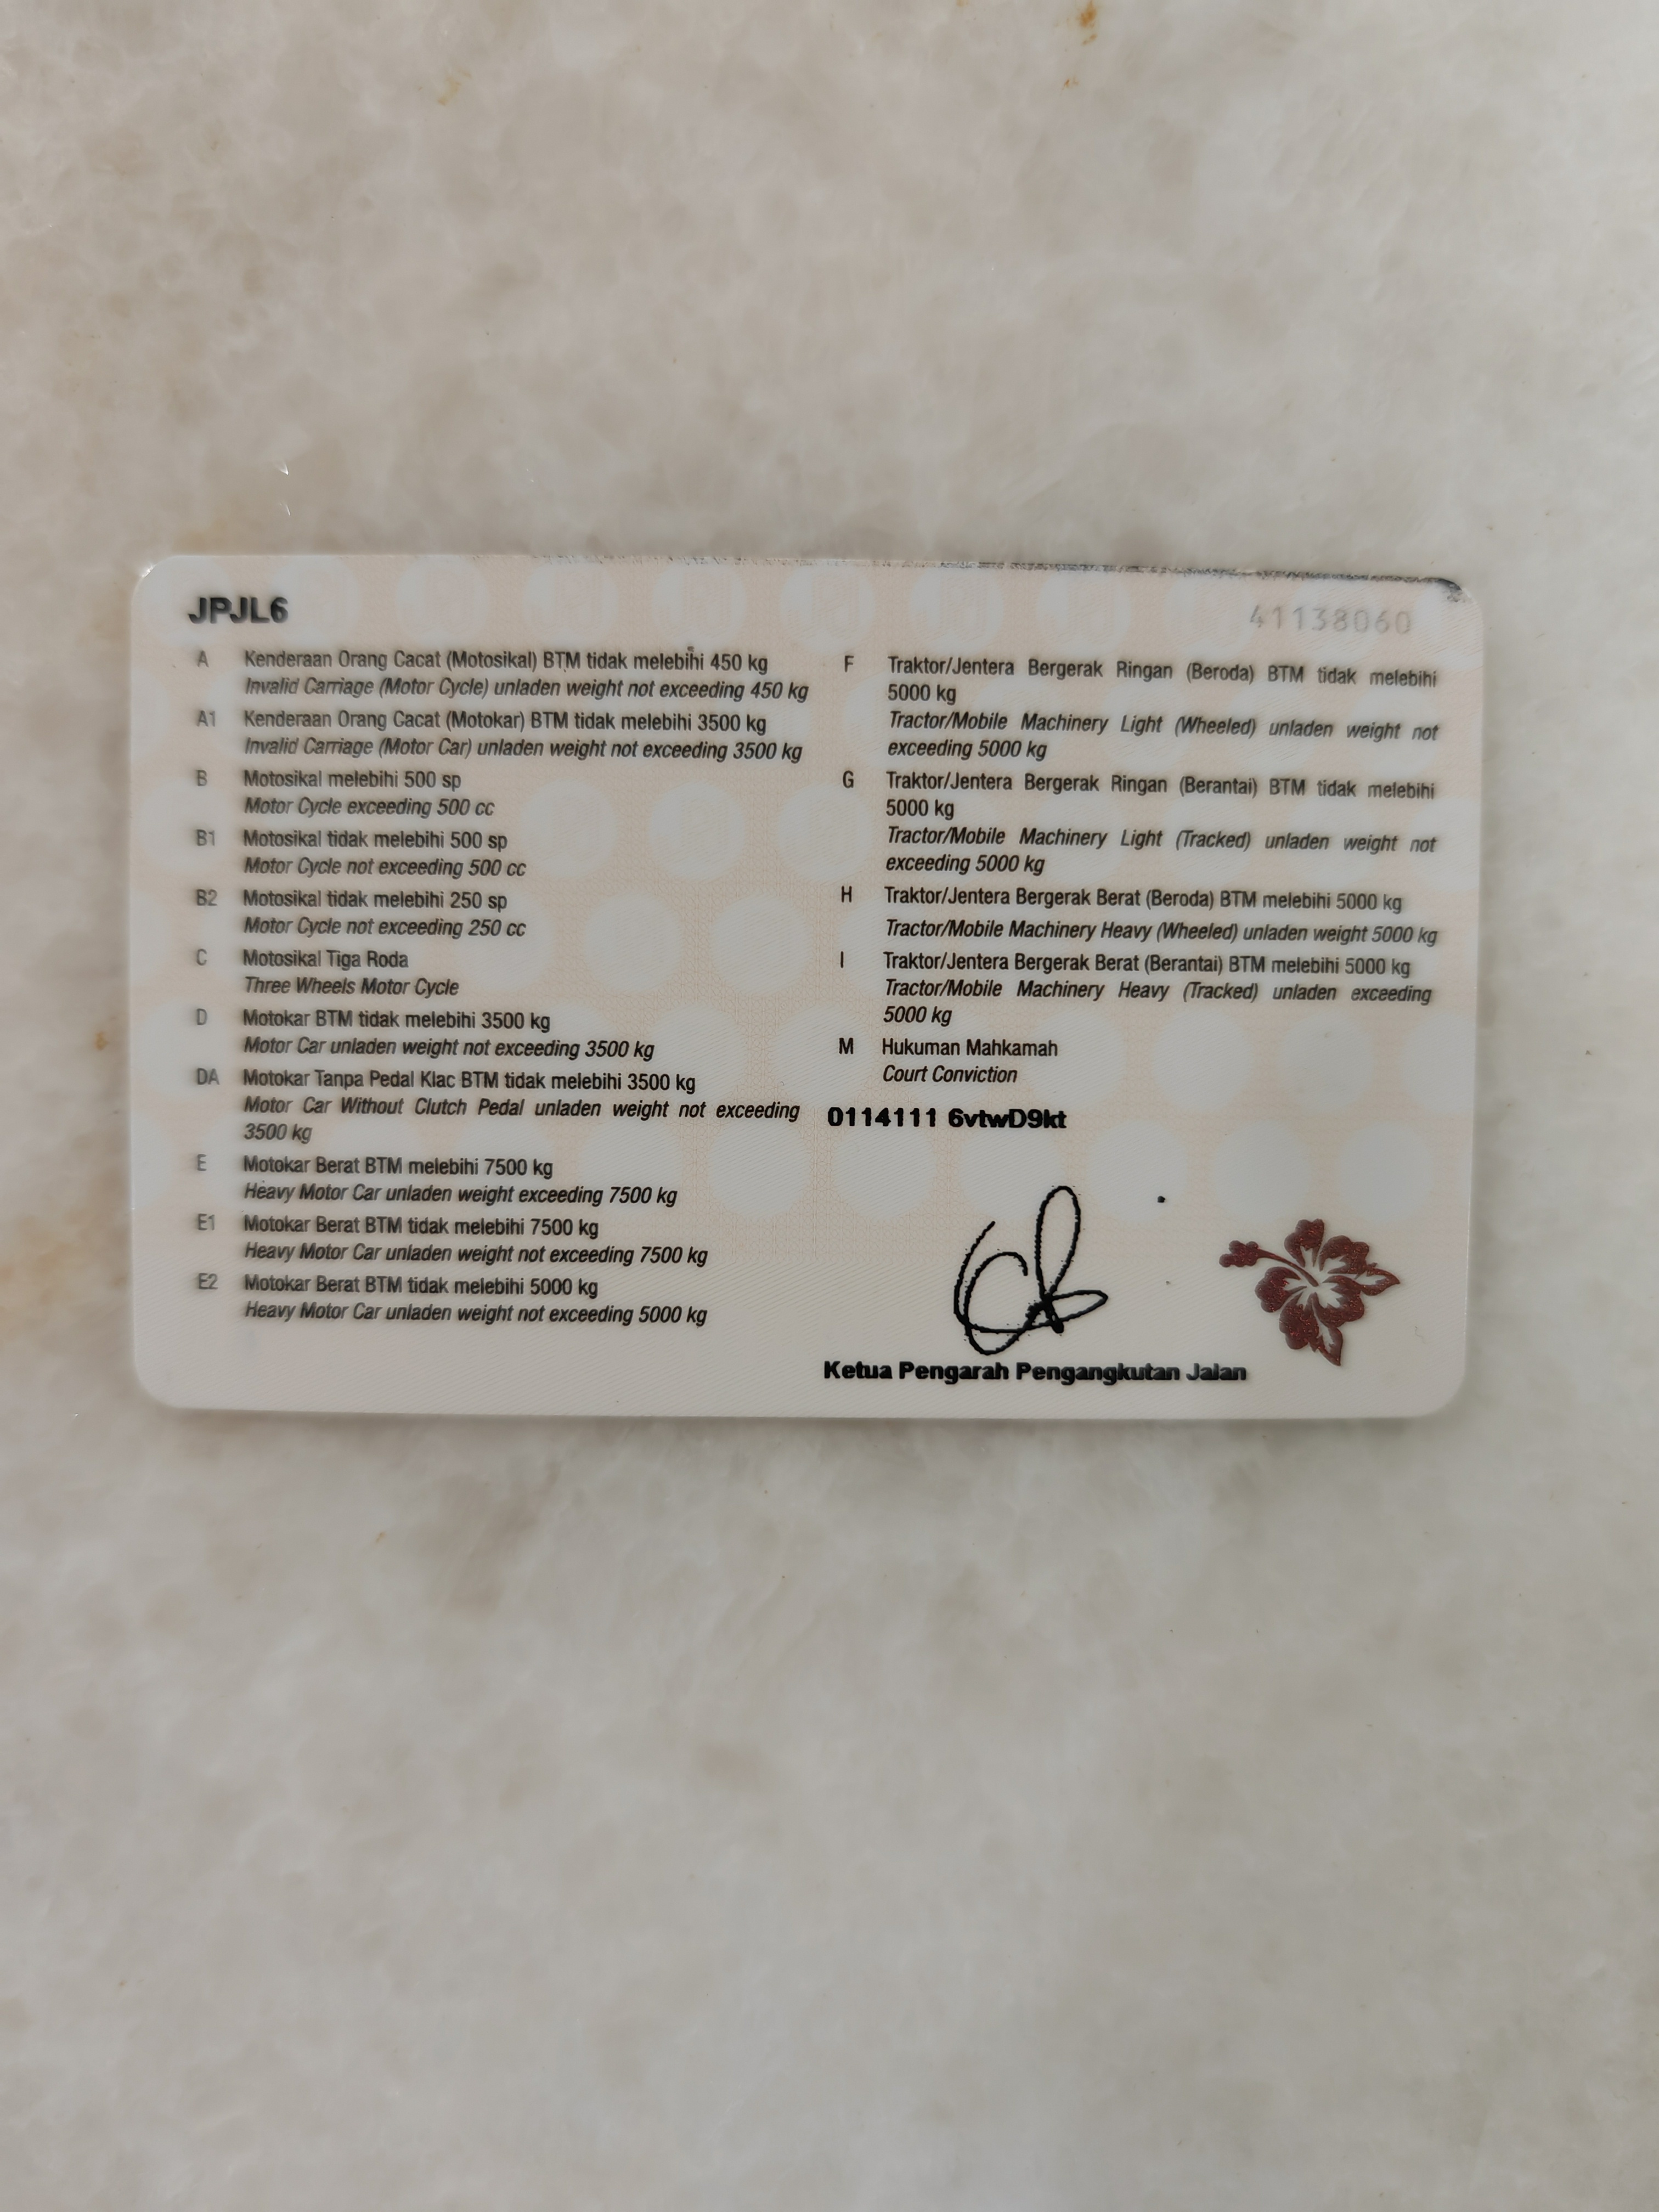 JPJL6
41138060
A Kenderaan Orang Cacat (Motosikal) BTM tidak melebihi 450 kg
Invalid Carriage (Motor Cycle) unladen weight not exceeding 450 kg
A1 Kenderaan Orang Cacat (Motokar) BTM tidak melebihi 3500 kg
Invalid Carriage (Motor Car) unladen weight not exceeding 3500 kg
B Motosikal melebihi 500 sp
Motor Cycle exceeding 500 cc
B1 Motosikal tidak melebihi 500 sp
Motor Cycle not exceeding 500 cc
B2 Motosikal tidak melebihi 250 sp
Motor Cycle not exceeding 250 cc
C Motosikal Tiga Roda
Three Wheels Motor Cycle
D Motokar BTM tidak melebihi 3500 kg
Motor Car unladen weight not exceeding 3500 kg
DA Motokar Tanpa Pedal Klac BTM tidak melebihi 3500 kg
Motor Car Without Clutch Pedal unladen weight not exceeding
3500 kg
E Motokar Berat BTM melebihi 7500 kg
Heavy Motor Car unladen weight exceeding 7500 kg
E1 Motokar Berat BTM tidak melebihi 7500 kg
Heavy Motor Car unladen weight not exceeding 7500 kg
E2 Motokar Berat BTM tidak melebihi 5000 kg
Heavy Motor Car unladen weight not exceeding 5000 kg
F Traktor/Jentera Bergerak Ringan (Beroda) BTM tidak melebihi
5000 kg
Tractor/Mobile Machinery Light (Wheeled) unladen weight not
exceeding 5000 kg
G Traktor/Jentera Bergerak Ringan (Berantai) BTM tidak melebihi
5000 kg
Tractor/Mobile Machinery Light (Tracked) unladen weight not
exceeding 5000 kg
H Traktor/Jentera Bergerak Berat (Beroda) BTM melebihi 5000 kg
Tractor/Mobile Machinery Heavy (Wheeled) unladen weight 5000 kg
I Traktor/Jentera Bergerak Berat (Berantai) BTM melebihi 5000 kg
Tractor/Mobile Machinery Heavy (Tracked) unladen exceeding
5000 kg
M Hukuman Mahkamah
Court Conviction
0114111 6vtwD9kt
Ketua Pengarah Pengangkutan Jalan